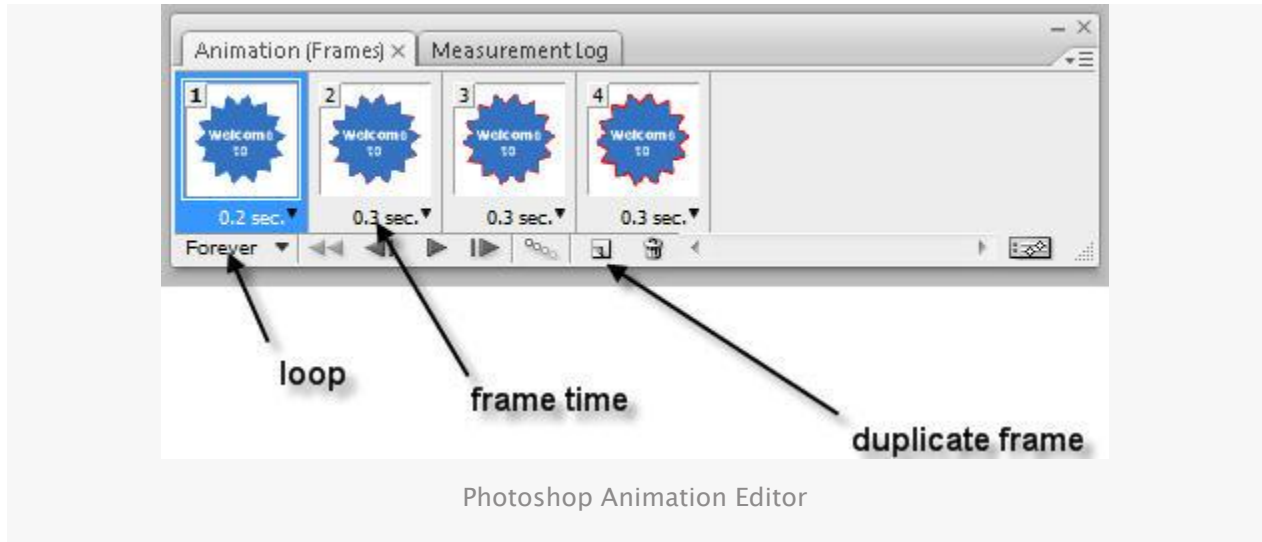 Animation (Frames) × Measurement Log
1 2 3 4
Welcome Welcome Welcome Welcome
to to to to
0.2 sec. 0.3 sec. 0.3 sec. 0.3 sec.
Forever
loop
frame time
duplicate frame
Photoshop Animation Editor